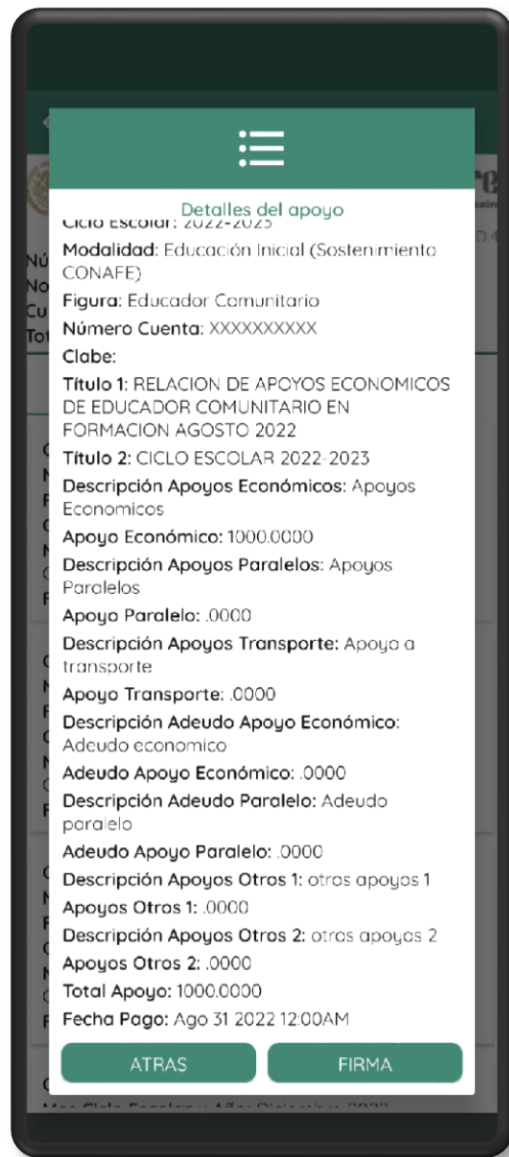 Detalles del apoyo
Ciclo Escolar: 2022-2023
Modalidad: Educación Inicial (Sostenimiento
CONAFE)
Figura: Educador Comunitario
Número Cuenta: XXXXXXXXXX
Clabe:
Título 1: RELACION DE APOYOS ECONOMICOS
DE EDUCADOR COMUNITARIO EN
FORMACION AGOSTO 2022
Título 2: CICLO ESCOLAR 2022-2023
Descripción Apoyos Económicos: Apoyos
Economicos
Apoyo Económico: 1000.0000
Descripción Apoyos Paralelos: Apoyos
Paralelos
Apoyo Paralelo: .0000
Descripción Apoyos Transporte: Apoyo a
transporte
Apoyo Transporte: .0000
Descripción Adeudo Apoyo Económico:
Adeudo economico
Adeudo Apoyo Económico: .0000
Descripción Adeudo Paralelo: Adeudo
paralelo
Adeudo Apoyo Paralelo: .0000
Descripción Apoyos Otros 1: otros apoyos 1
Apoyos Otros 1: .0000
Descripción Apoyos Otros 2: otros apoyos 2
Apoyos Otros 2: .0000
Total Apoyo: 1000.0000
Fecha Pago: Ago 31 2022 12:00AM
ATRAS
FIRMA